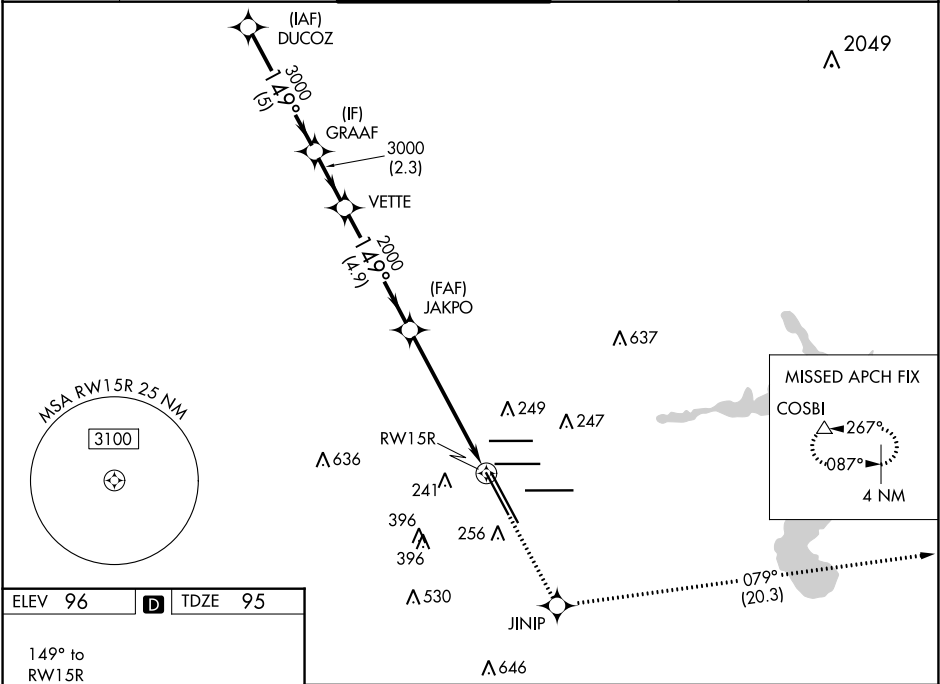 (IAF)
DUCOZ
2049
3000
149°
(5)
(IF)
GRAAF
3000
(2.3)
VETTE
2000
149°
(4.9)
(FAF)
JAKPO
637
MISSED APCH FIX
COSBI
267°
087°
4 NM
MSA RW15R 25 NM
3100
249
247
RW15R
636
241
396
396
256
530
079°
(20.3)
JINIP
646
ELEV 96
D
TDZE 95
149° to
RW15R